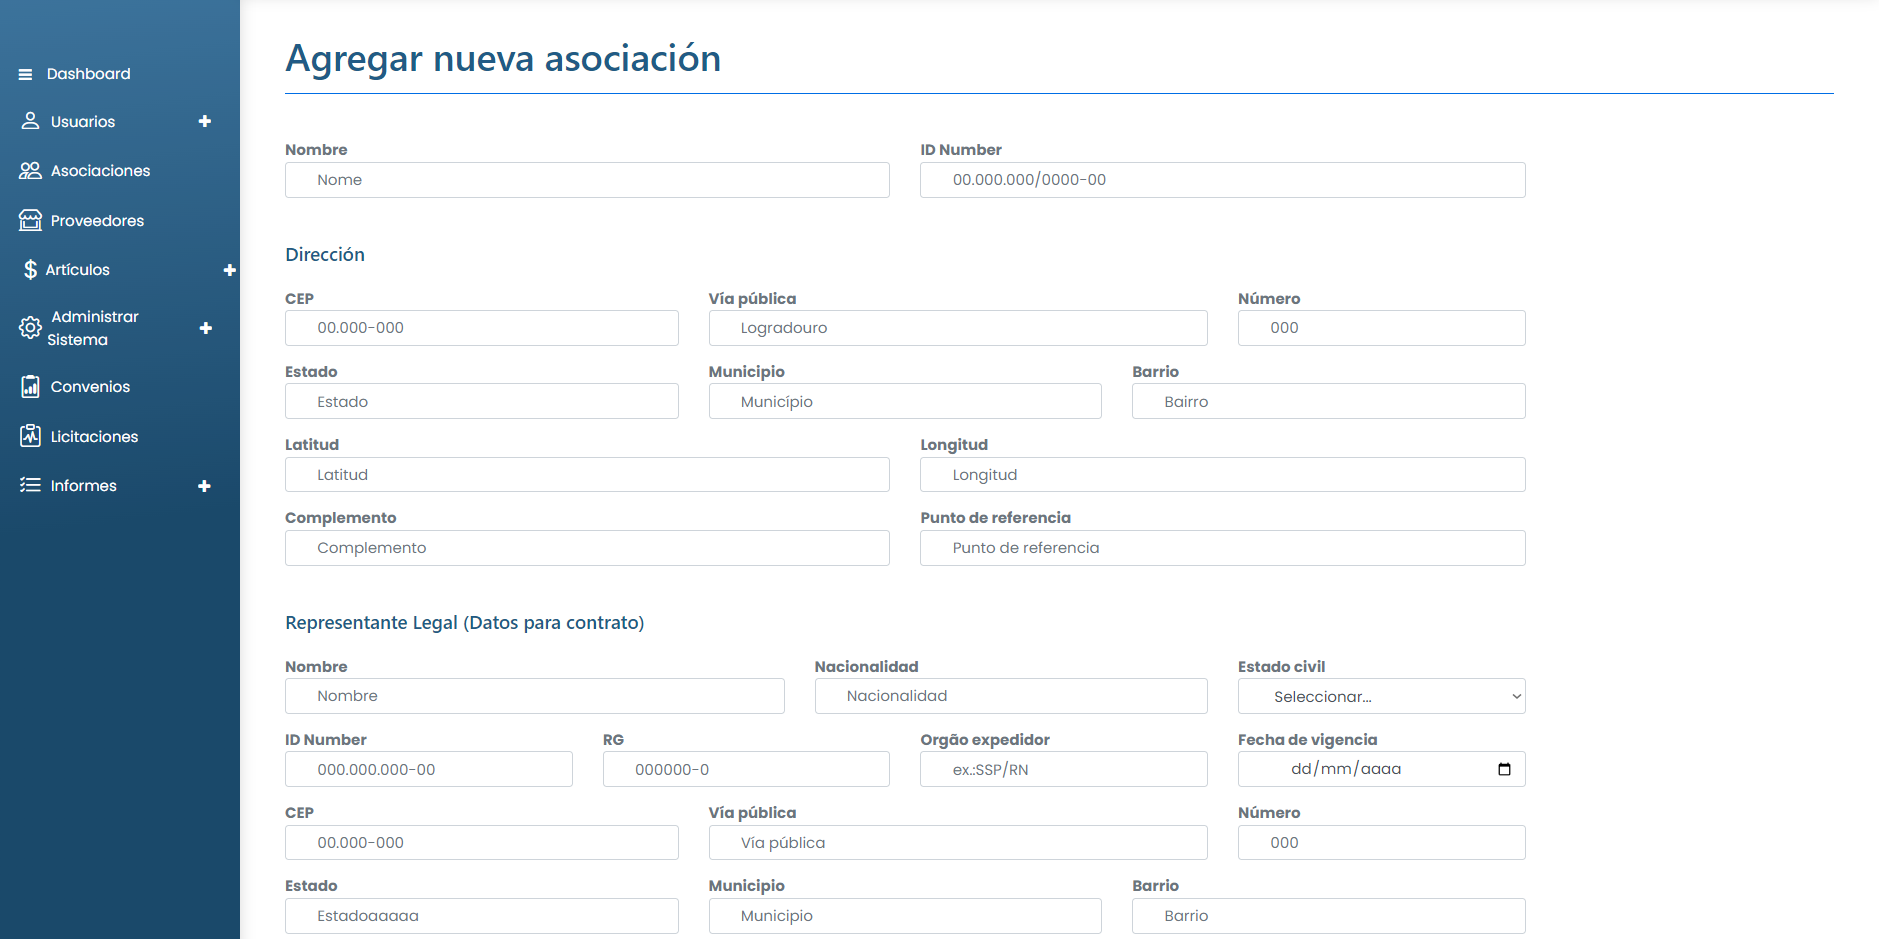 Dashboard
Usuarios
Asociaciones
Proveedores
Artículos
Administrar
Sistema
Convenios
Licitaciones
Informes
Agregar nueva asociación
Nombre ID Number
Nome 00.000.000/0000-00
Dirección
CEP Vía pública Número
00.000-000 Logradouro 000
Estado Municipio Barrio
Estado Município Bairro
Latitud Longitud
Latitud Longitud
Complemento Punto de referencia
Complemento Punto de referencia
Representante Legal (Datos para contrato)
Nombre Nacionalidad Estado civil
Nombre Nacionalidad Seleccionar...
ID Number RG Orgão expedidor Fecha de vigencia
000.000.000-00 000000-0 ex.:SSP/RN dd/mm/aaaa
CEP Vía pública Número
00.000-000 Vía pública 000
Estado Municipio Barrio
Estadoaaaaa Municipio Barrio